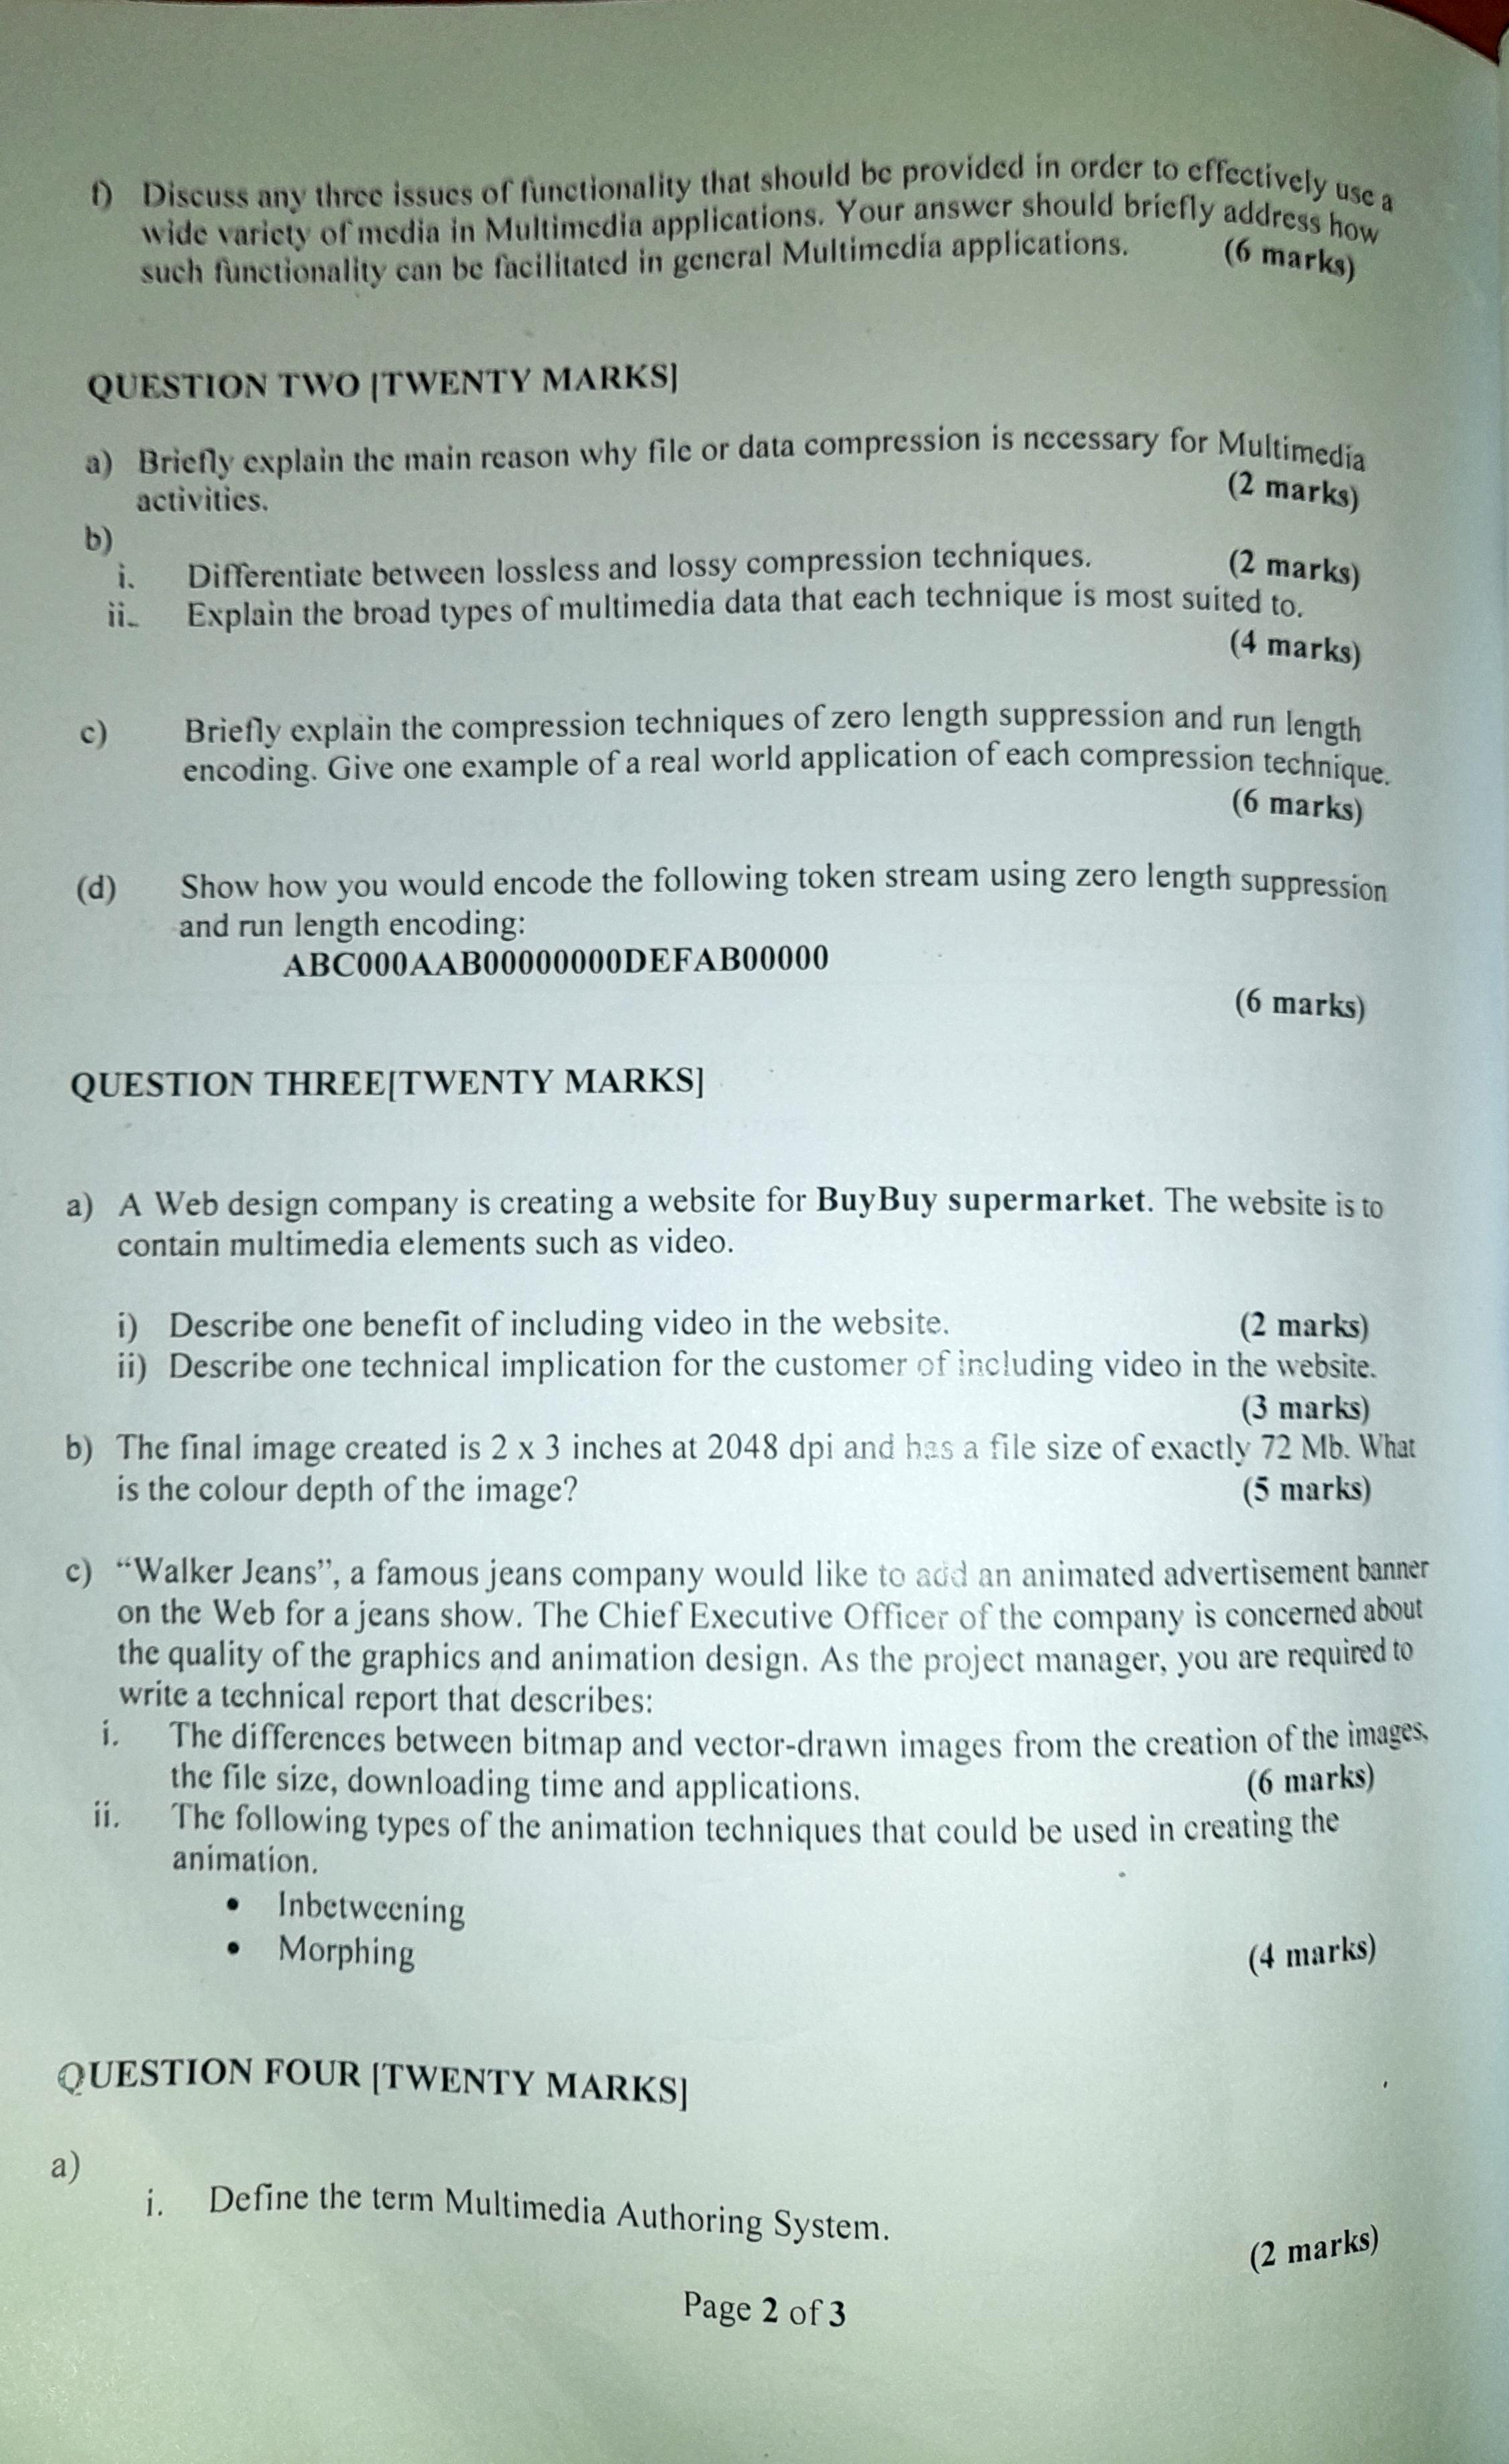 f) Discuss any three issues of functionality that should be provided in order to effectively use a
wide variety of media in Multimedia applications. Your answer should briefly address how
such functionality can be facilitated in general Multimedia applications. (6 marks)
QUESTION TWO [TWENTY MARKS]
a) Briefly explain the main reason why file or data compression is necessary for Multimedia
activities. (2 marks)
b)
i. Differentiate between lossless and lossy compression techniques. (2 marks)
ii. Explain the broad types of multimedia data that each technique is most suited to.
(4 marks)
c) Briefly explain the compression techniques of zero length suppression and run length
encoding. Give one example of a real world application of each compression technique.
(6 marks)
(d) Show how you would encode the following token stream using zero length suppression
and run length encoding:
ABC000AAB00000000DEFAB00000
(6 marks)
QUESTION THREE[TWENTY MARKS]
a) A Web design company is creating a website for BuyBuy supermarket. The website is to
contain multimedia elements such as video.
i) Describe one benefit of including video in the website. (2 marks)
ii) Describe one technical implication for the customer of including video in the website.
(3 marks)
b) The final image created is 2 x 3 inches at 2048 dpi and has a file size of exactly 72 Mb. What
is the colour depth of the image? (5 marks)
c) “Walker Jeans”, a famous jeans company would like to add an animated advertisement banner
on the Web for a jeans show. The Chief Executive Officer of the company is concerned about
the quality of the graphics and animation design. As the project manager, you are required to
write a technical report that describes:
i. The differences between bitmap and vector-drawn images from the creation of the images,
the file size, downloading time and applications. (6 marks)
ii. The following types of the animation techniques that could be used in creating the
animation.
• Inbetweening
• Morphing (4 marks)
QUESTION FOUR [TWENTY MARKS]
a)
i. Define the term Multimedia Authoring System.
(2 marks)
Page 2 of 3